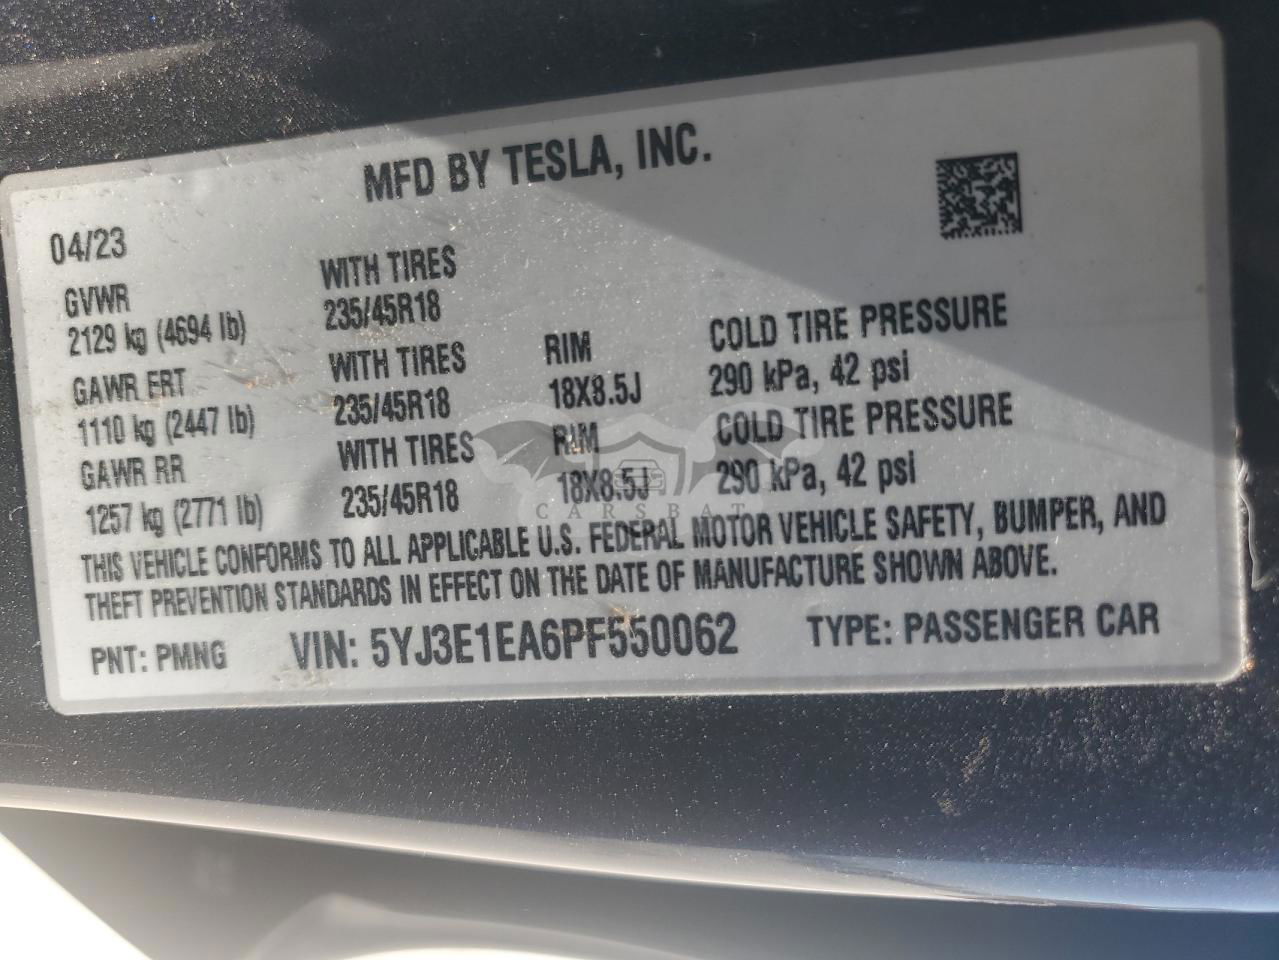 MFD BY TESLA, INC.
04/23
GVWR
2129 kg (4694 lb)
WITH TIRES
235/45R18
GAWR FRT
1110 kg (2447 lb)
WITH TIRES
235/45R18
RIM
18X8.5J
COLD TIRE PRESSURE
290 kPa, 42 psi
GAWR RR
1257 kg (2771 lb)
WITH TIRES
235/45R18
RIM
18X8.5J
COLD TIRE PRESSURE
290 kPa, 42 psi
CARSBAT
THIS VEHICLE CONFORMS TO ALL APPLICABLE U.S. FEDERAL MOTOR VEHICLE SAFETY, BUMPER, AND
THEFT PREVENTION STANDARDS IN EFFECT ON THE DATE OF MANUFACTURE SHOWN ABOVE.
PNT: PMNG VIN: 5YJ3E1EA6PF550062 TYPE: PASSENGER CAR